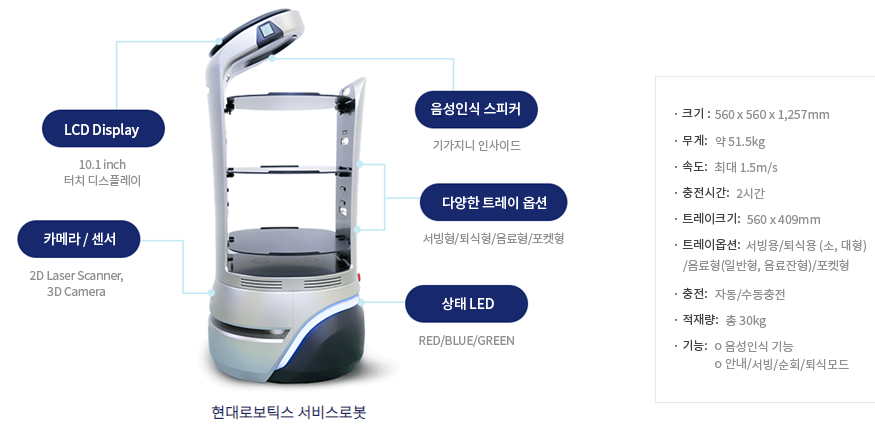 LCD Display
10.1 inch
터치 디스플레이
카메라 / 센서
2D Laser Scanner,
3D Camera
음성인식 스피커
기가지니 인사이드
다양한 트레이 옵션
서빙형/퇴식형/음료형/포켓형
상태 LED
RED/BLUE/GREEN
현대로보틱스 서비스로봇
· 크기 : 560 x 560 x 1,257mm
· 무게: 약 51.5kg
· 속도: 최대 1.5m/s
· 충전시간: 2시간
· 트레이크기: 560 x 409mm
· 트레이옵션: 서빙용/퇴식용 (소, 대형)
/음료형(일반형, 음료잔형)/포켓형
· 충전: 자동/수동충전
· 적재량: 총 30kg
· 기능: o 음성인식 기능
o 안내/서빙/순회/퇴식모드